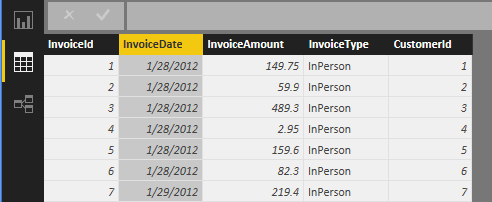 InvoiceId InvoiceDate InvoiceAmount InvoiceType CustomerId
1 1/28/2012 149.75 InPerson 1
2 1/28/2012 59.9 InPerson 2
3 1/28/2012 489.3 InPerson 3
4 1/28/2012 2.95 InPerson 4
5 1/28/2012 159.6 InPerson 5
6 1/28/2012 82.3 InPerson 6
7 1/29/2012 219.4 InPerson 7